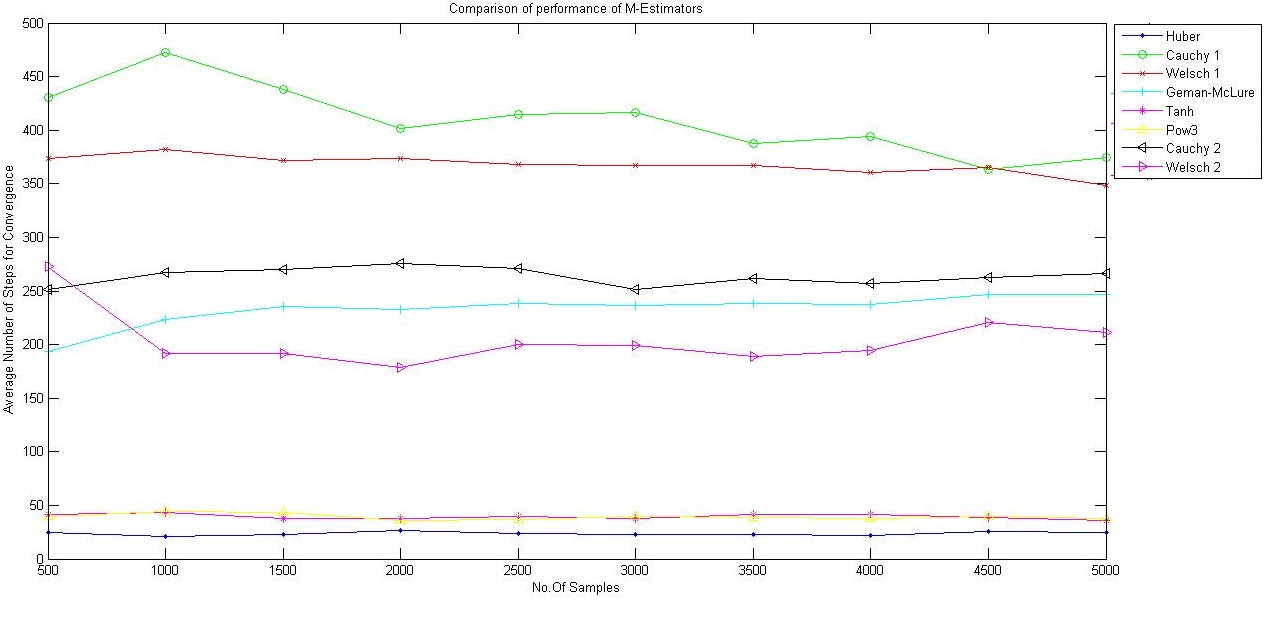 Comparison of performance of M-Estimators
500
450
400
350
300
250
200
150
100
50
0
Average Number of Steps for Convergence
500 1000 1500 2000 2500 3000 3500 4000 4500 5000
No.Of Samples
Huber
Cauchy 1
Welsch 1
Geman-McLure
Tanh
Pow3
Cauchy 2
Welsch 2